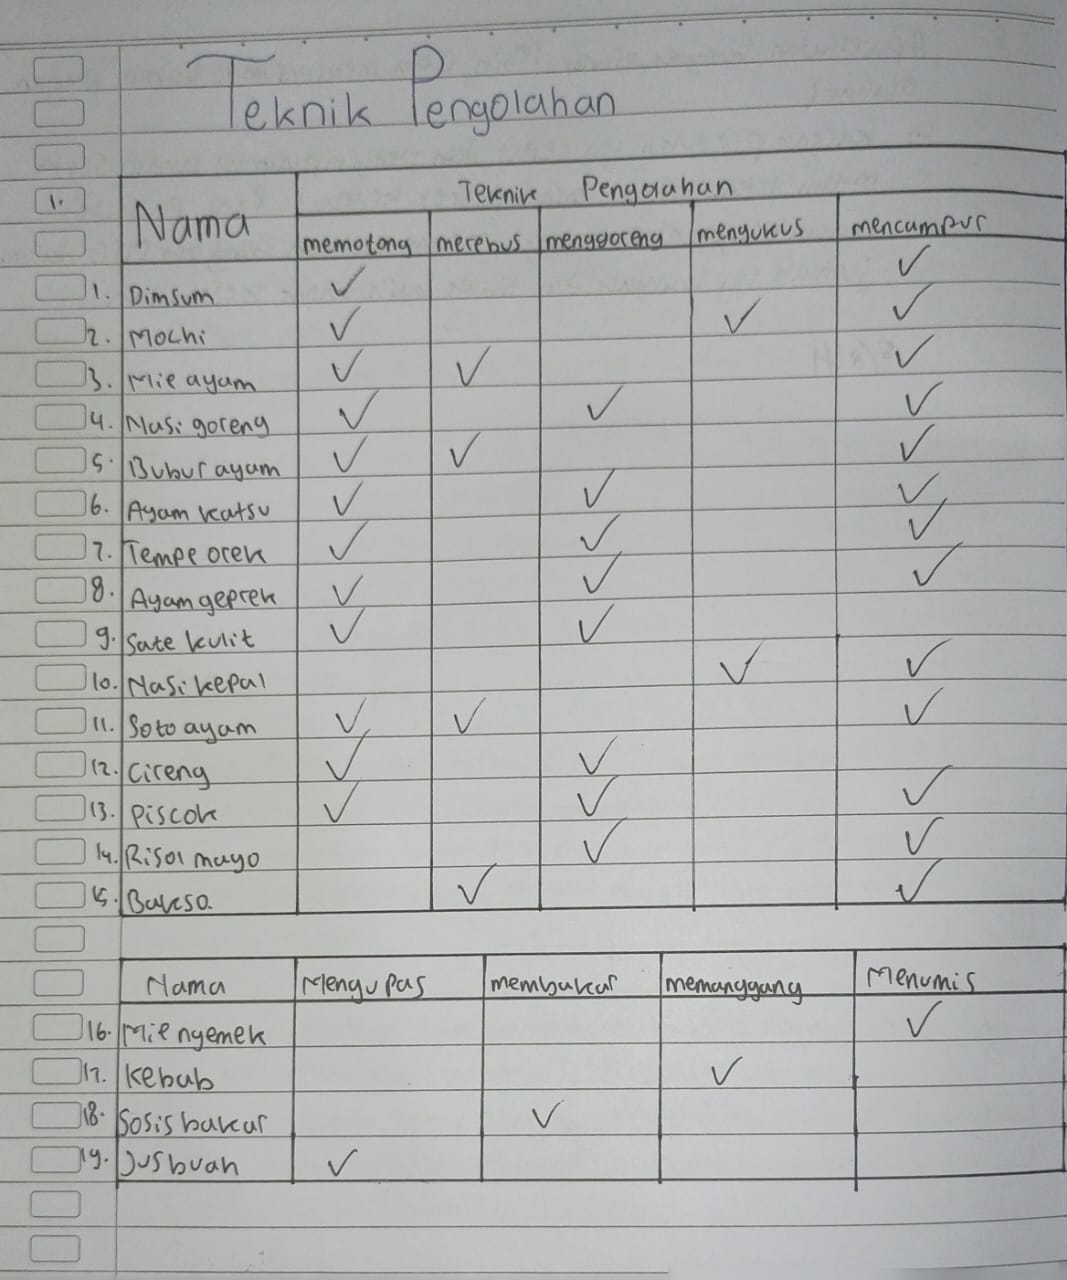 Teknik Pengolahan
1. Nama Teknik Pengolahan
memotong merebus menggoreng mengukus mencampur
1. Dimsum ✓ ✓
2. Mochi ✓ ✓ ✓
3. Mie ayam ✓ ✓ ✓
4. Nasi goreng ✓ ✓ ✓
5. Bubur ayam ✓ ✓ ✓
6. Ayam katsu ✓ ✓ ✓
7. Tempe orek ✓ ✓ ✓
8. Ayam geprek ✓ ✓ ✓
9. Sate kulit ✓ ✓
10. Nasi kepal ✓ ✓
11. Soto ayam ✓ ✓ ✓
12. Cireng ✓ ✓
13. Piscok ✓ ✓ ✓
14. Risol mayo ✓ ✓
15. Bakso ✓ ✓
Nama Mengupas membakar memanggang Menumis
16. Mie nyemek ✓
17. Kebab ✓
18. Sosis bakar ✓
19. Jus buah ✓